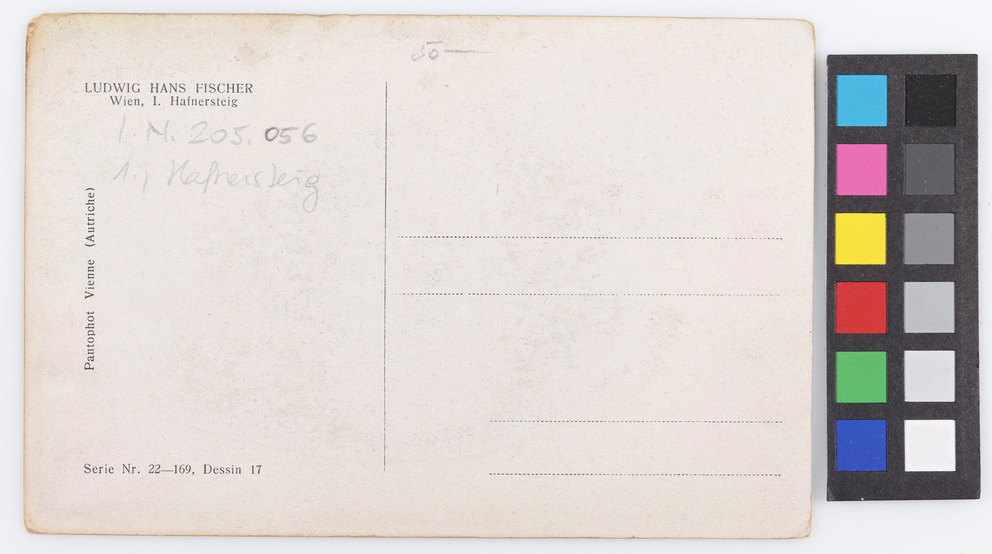 50—
LUDWIG HANS FISCHER
Wien, I. Hafnersteig
I. N. 205.056
1., Hafnersteig
Pantophot Vienne (Autriche)
Serie Nr. 22—169, Dessin 17